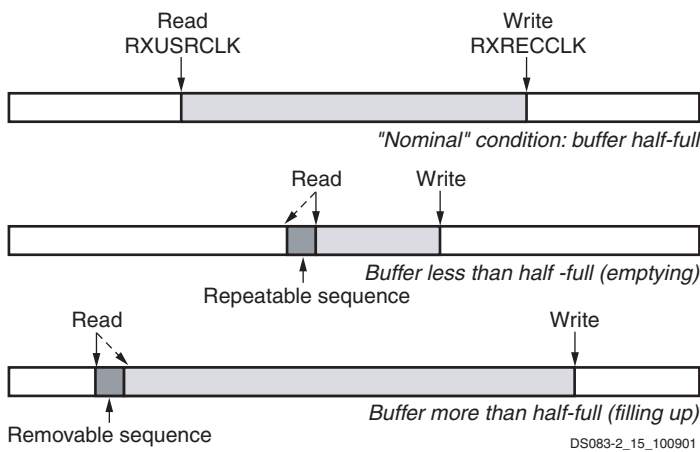 Read
RXUSRCLK
Write
RXRECCLK
"Nominal" condition: buffer half-full
Read
Write
Buffer less than half -full (emptying)
Repeatable sequence
Read
Write
Buffer more than half-full (filling up)
Removable sequence
DS083-2_15_100901